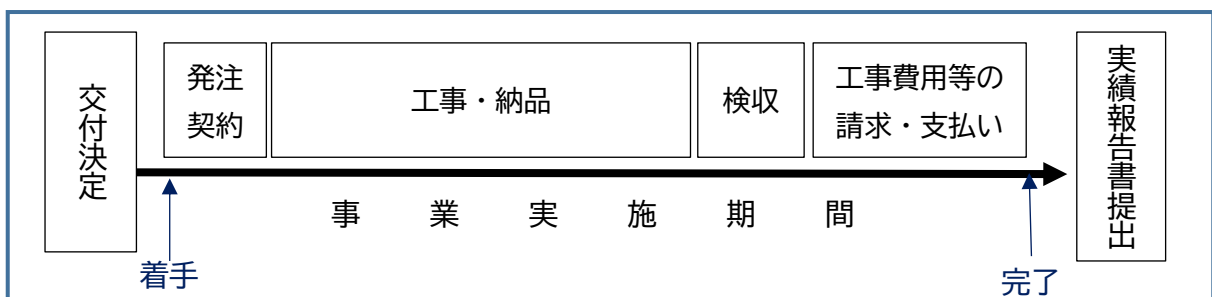 交付決定
発注
契約
工事・納品
検収
工事費用等の
請求・支払い
実績報告書提出
事業実施期間
着手
完了